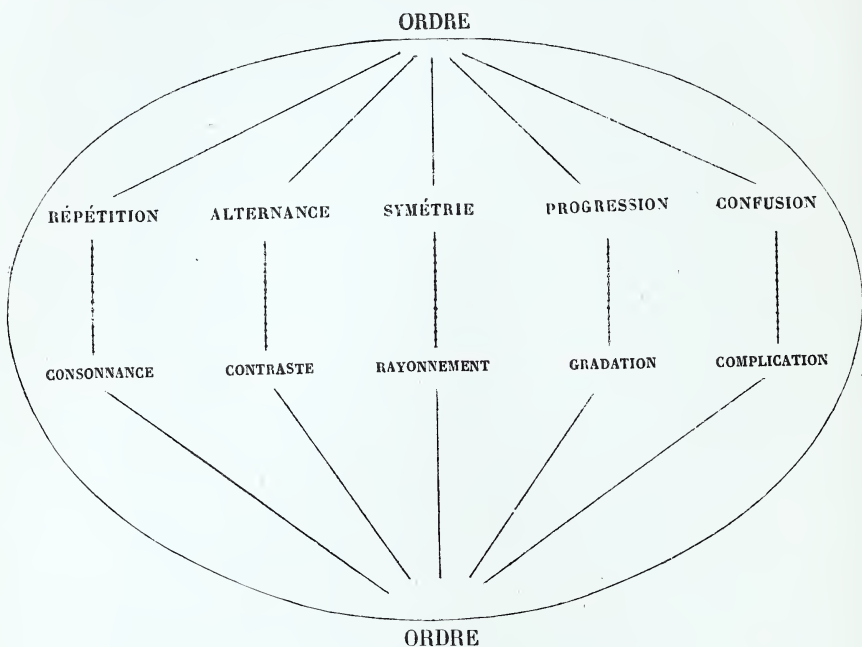 ORDRE
RÉPÉTITION ALTERNANCE SYMÉTRIE PROGRESSION CONFUSION
CONSONNANCE CONTRASTE RAYONNEMENT GRADATION COMPLICATION
ORDRE